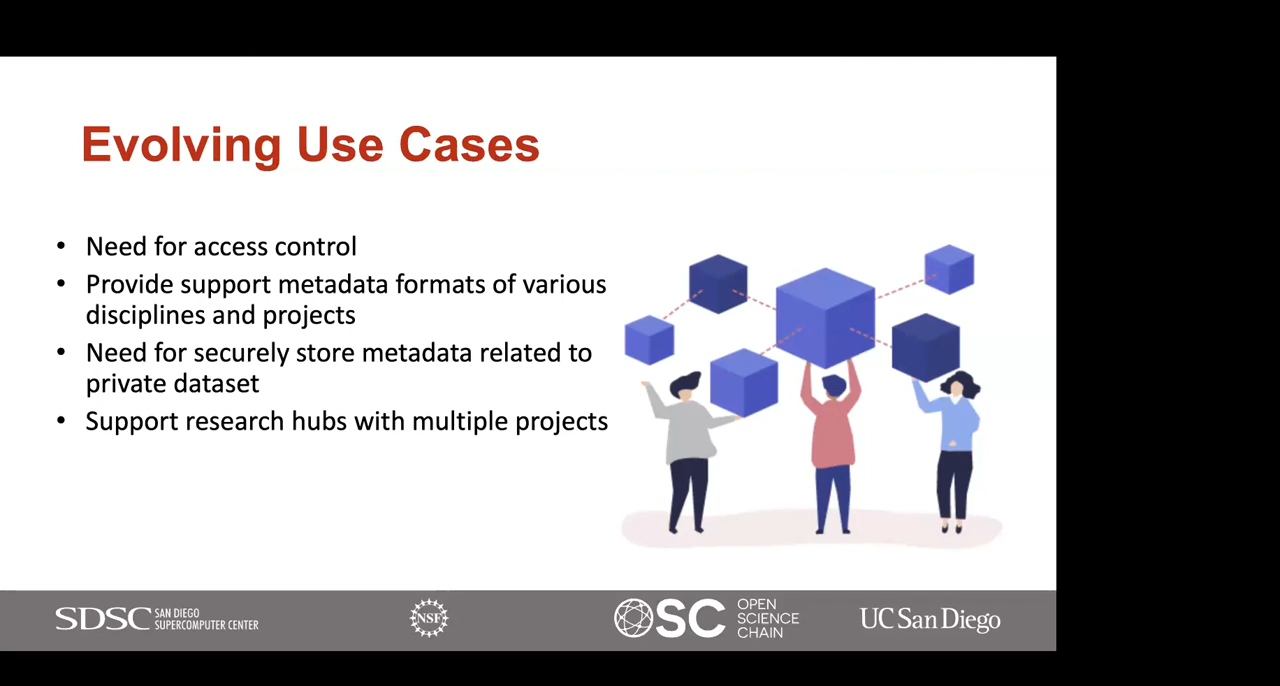 Evolving Use Cases
• Need for access control
• Provide support metadata formats of various
disciplines and projects
• Need for securely store metadata related to
private dataset
• Support research hubs with multiple projects
SDSC SAN DIEGO
SUPERCOMPUTER CENTER
NSF
OSC OPEN
SCIENCE
CHAIN
UC San Diego